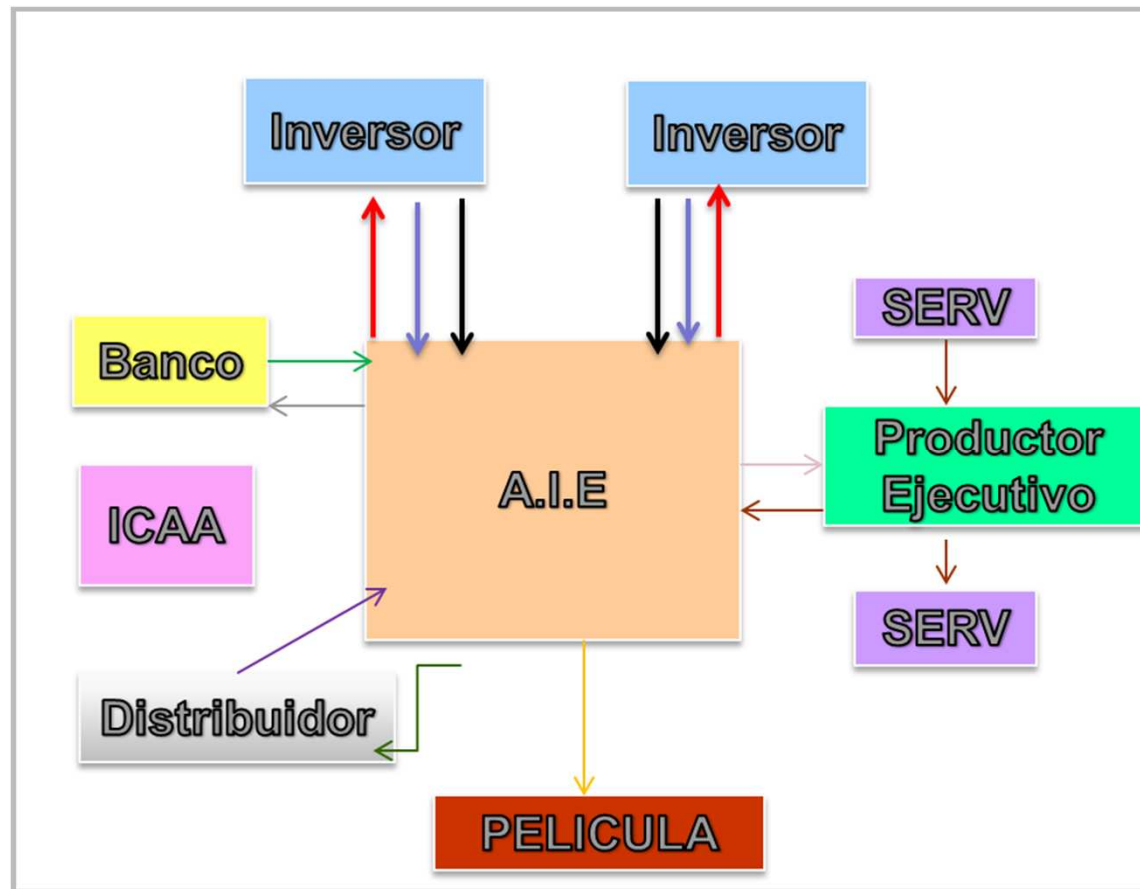 Inversor
Inversor
SERV
Banco
Productor
Ejecutivo
A.I.E
ICAA
SERV
Distribuidor
PELICULA